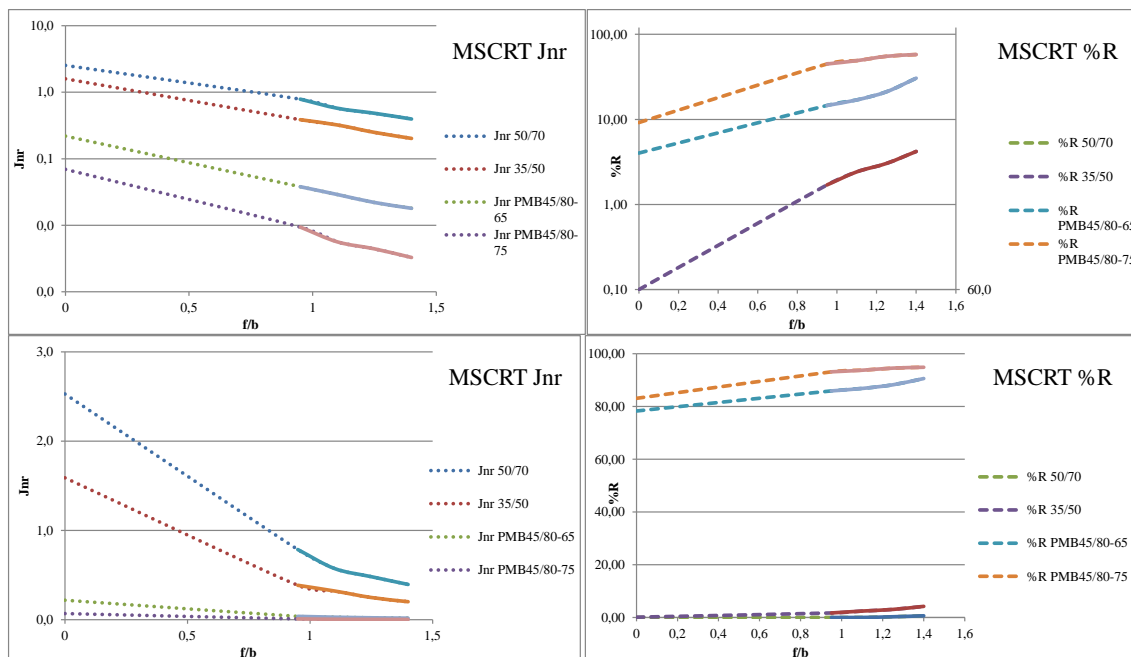 MSCRT Jnr
10,0
1,0
0,1
0,0
0,0
Jnr
0
0,5
1
1,5
f/b
Jnr 50/70
Jnr 35/50
Jnr PMB45/80-
65
Jnr PMB45/80-
75
MSCRT %R
100,00
10,00
1,00
0,10
%R
0
0,2
0,4
0,6
0,8
1
1,2
1,4
1,6
60,0
f/b
%R 50/70
%R 35/50
%R
PMB45/80-65
%R
PMB45/80-75
MSCRT Jnr
3,0
2,0
1,0
0,0
Jnr
0
0,5
1
1,5
f/b
Jnr 50/70
Jnr 35/50
Jnr PMB45/80-65
Jnr PMB45/80-75
MSCRT %R
100,00
80,00
60,00
40,00
20,00
0,00
%R
0
0,2
0,4
0,6
0,8
1
1,2
1,4
1,6
f/b
%R 50/70
%R 35/50
%R PMB45/80-65
%R PMB45/80-75